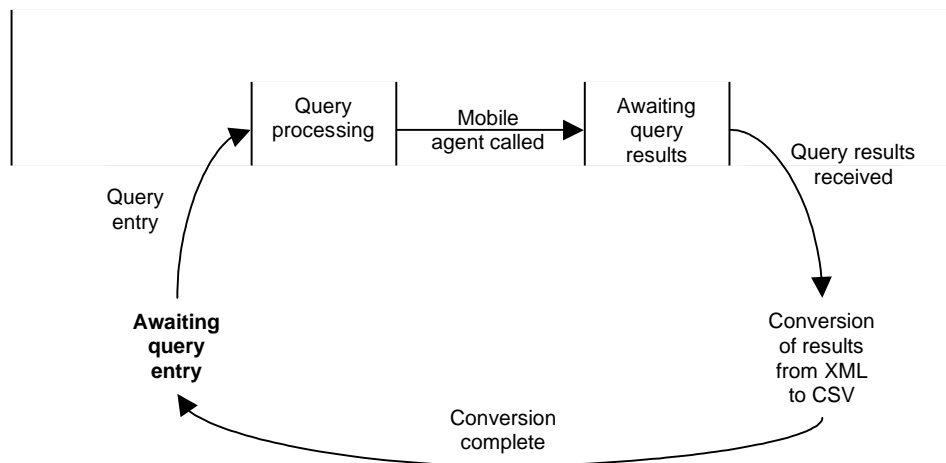 Query
processing
Mobile
agent called
Awaiting
query
results
Query results
received
Query
entry
Awaiting
query
entry
Conversion
of results
from XML
to CSV
Conversion
complete